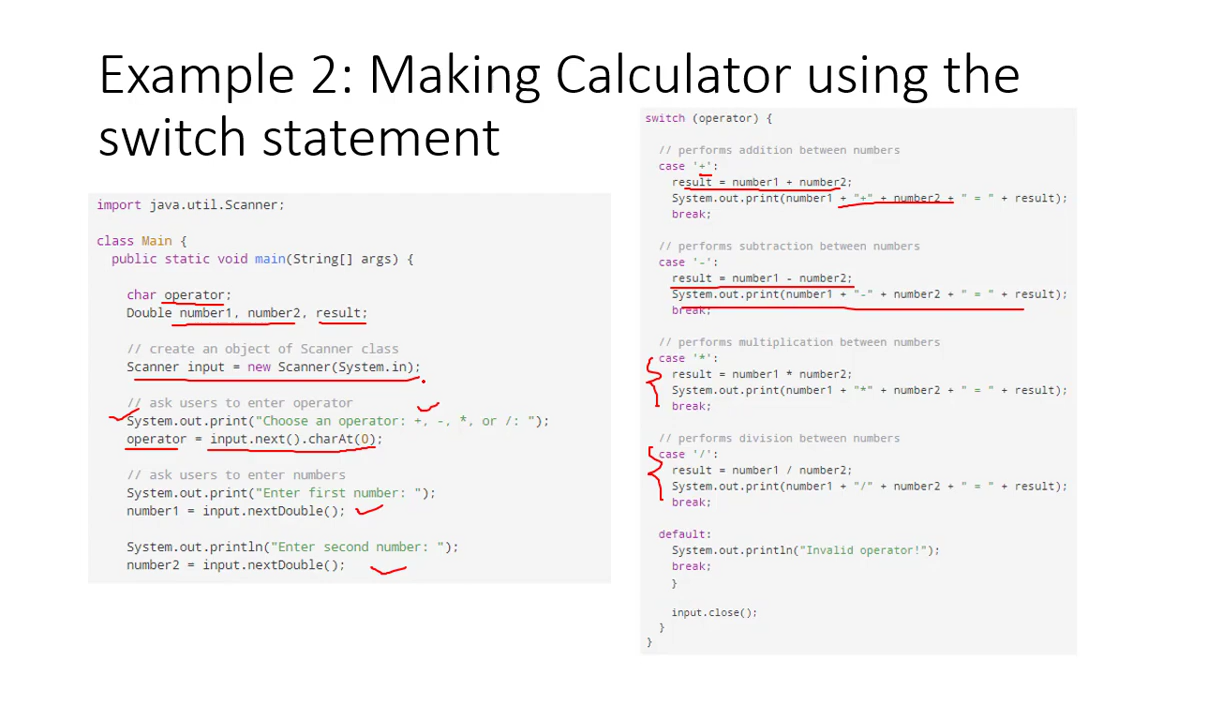 Example 2: Making Calculator using the
switch statement
import java.util.Scanner;
class Main {
public static void main(String[] args) {
char operator;
Double number1, number2, result;
// create an object of Scanner class
Scanner input = new Scanner(System.in);
// ask users to enter operator
System.out.print("Choose an operator: +, -, *, or /: ");
operator = input.next().charAt(0);
// ask users to enter numbers
System.out.print("Enter first number: ");
number1 = input.nextDouble();
System.out.println("Enter second number: ");
number2 = input.nextDouble();
switch (operator) {
// performs addition between numbers
case '+':
result = number1 + number2;
System.out.print(number1 + "+" + number2 + " = " + result);
break;
// performs subtraction between numbers
case '-':
result = number1 - number2;
System.out.print(number1 + "-" + number2 + " = " + result);
break;
// performs multiplication between numbers
case '*':
result = number1 * number2;
System.out.print(number1 + "*" + number2 + " = " + result);
break;
// performs division between numbers
case '/':
result = number1 / number2;
System.out.print(number1 + "/" + number2 + " = " + result);
break;
default:
System.out.println("Invalid operator!");
break;
}
input.close();
}
}